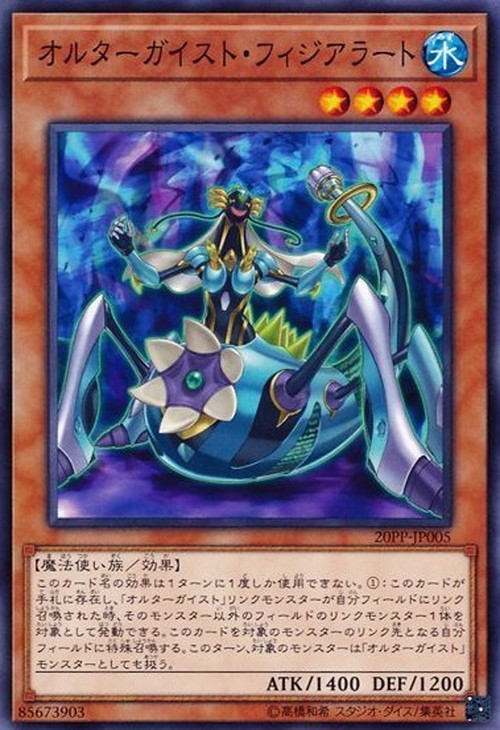 オルターガイスト・フィジアラート
水
20PP-JP005
【魔法使い族／効果】
このカード名の効果は１ターンに１度しか使用できない。①：このカードが
手札に存在し、「オルターガイスト」リンクモンスターが自分フィールドにリンク
召喚された時、そのモンスター以外のフィールドのリンクモンスター１体を
対象として発動できる。このカードを対象のモンスターのリンク先となる自分
フィールドに特殊召喚する。このターン、対象のモンスターは「オルターガイスト」
モンスターとしても扱う。
ATK/1400 DEF/1200
85673903 ©高橋和希 スタジオ・ダイス/集英社